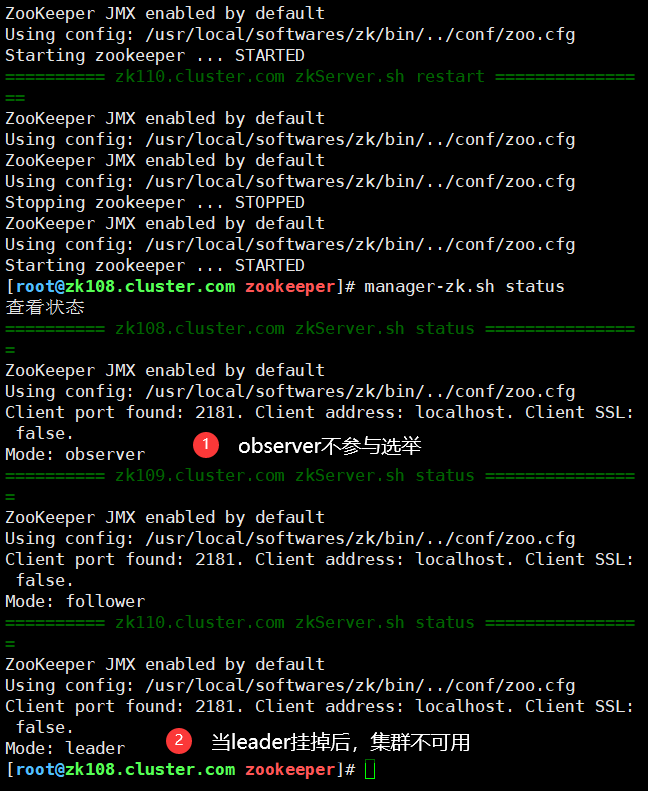 ZooKeeper JMX enabled by default
Using config: /usr/local/softwares/zk/bin/../conf/zoo.cfg
Starting zookeeper ... STARTED
========== zk110.cluster.com zkServer.sh restart ==============
==
ZooKeeper JMX enabled by default
Using config: /usr/local/softwares/zk/bin/../conf/zoo.cfg
ZooKeeper JMX enabled by default
Using config: /usr/local/softwares/zk/bin/../conf/zoo.cfg
Stopping zookeeper ... STOPPED
ZooKeeper JMX enabled by default
Using config: /usr/local/softwares/zk/bin/../conf/zoo.cfg
Starting zookeeper ... STARTED
[root@zk108.cluster.com zookeeper]# manager-zk.sh status
查看状态
========== zk108.cluster.com zkServer.sh status ===============
=
ZooKeeper JMX enabled by default
Using config: /usr/local/softwares/zk/bin/../conf/zoo.cfg
Client port found: 2181. Client address: localhost. Client SSL:
 false.
Mode: observer 1 observer不参与选举
========== zk109.cluster.com zkServer.sh status ===============
=
ZooKeeper JMX enabled by default
Using config: /usr/local/softwares/zk/bin/../conf/zoo.cfg
Client port found: 2181. Client address: localhost. Client SSL:
 false.
Mode: follower
========== zk110.cluster.com zkServer.sh status ===============
=
ZooKeeper JMX enabled by default
Using config: /usr/local/softwares/zk/bin/../conf/zoo.cfg
Client port found: 2181. Client address: localhost. Client SSL:
 false.
Mode: leader 2 当leader挂掉后，集群不可用
[root@zk108.cluster.com zookeeper]#